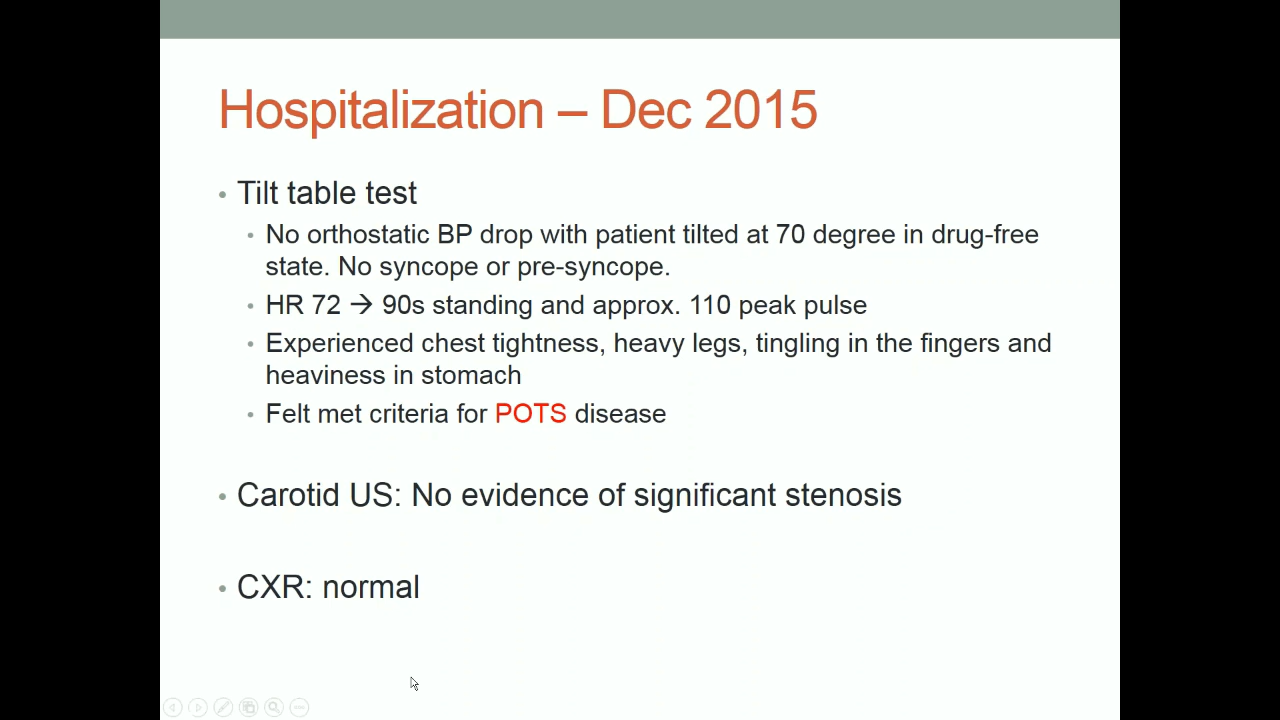 Hospitalization – Dec 2015
• Tilt table test
• No orthostatic BP drop with patient tilted at 70 degree in drug-free
state. No syncope or pre-syncope.
• HR 72 → 90s standing and approx. 110 peak pulse
• Experienced chest tightness, heavy legs, tingling in the fingers and
heaviness in stomach
• Felt met criteria for POTS disease
• Carotid US: No evidence of significant stenosis
• CXR: normal